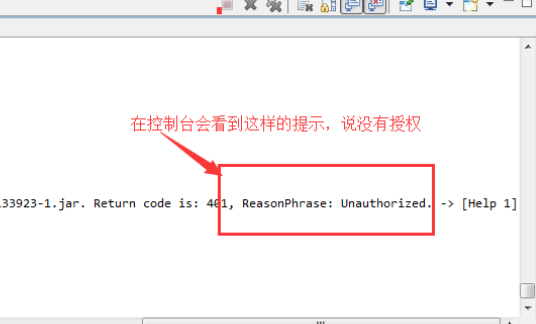 在控制台会看到这样的提示，说没有授权
133923-1.jar. Return code is: 401, ReasonPhrase: Unauthorized. -> [Help 1]